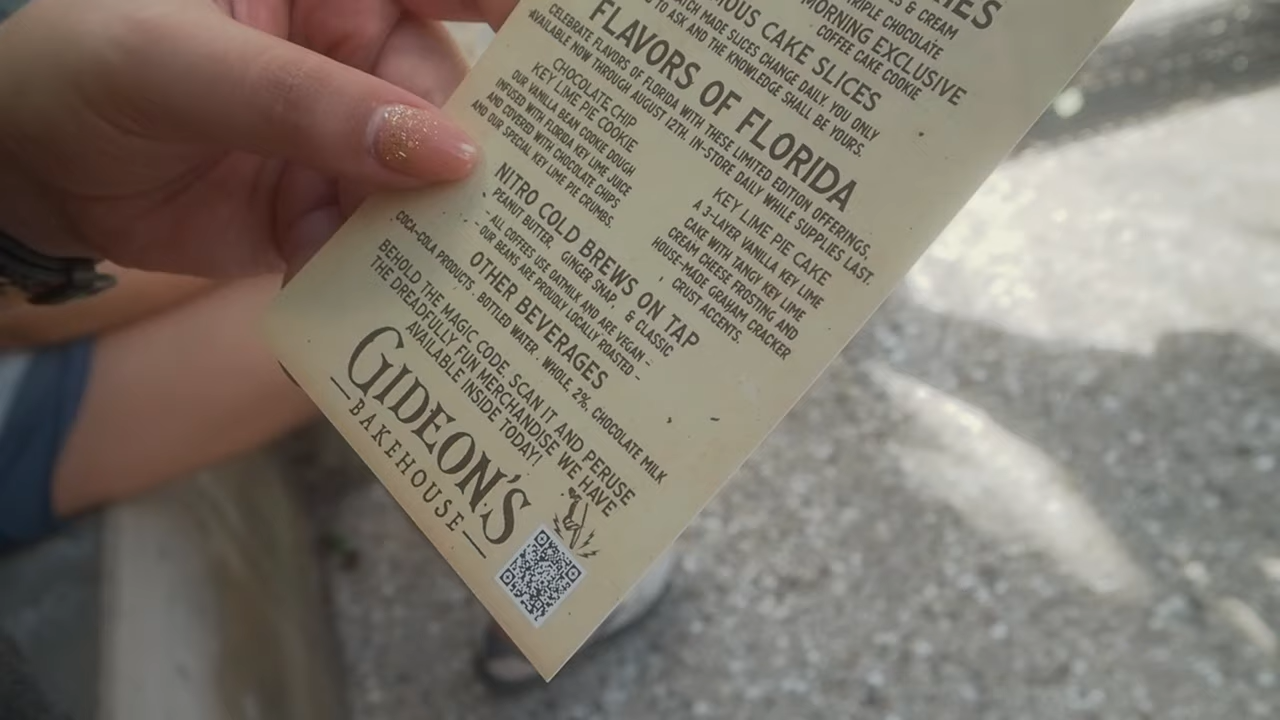 IES
S & CREAM
TRIPLE CHOCOLATE
MORNING EXCLUSIVE
COFFEE CAKE COOKIE
IOUS CAKE SLICES
ATCH MADE SLICES CHANGE DAILY. YOU ONLY
TO ASK AND THE KNOWLEDGE SHALL BE YOURS.
FLAVORS OF FLORIDA
CELEBRATE FLAVORS OF FLORIDA WITH THESE LIMITED EDITION OFFERINGS,
AVAILABLE NOW THROUGH AUGUST 12TH. IN-STORE DAILY WHILE SUPPLIES LAST.
CHOCOLATE CHIP
KEY LIME PIE COOKIE
OUR VANILLA BEAN COOKIE DOUGH
INFUSED WITH FLORIDA KEY LIME JUICE
AND COVERED WITH CHOCOLATE CHIPS
AND OUR SPECIAL KEY LIME PIE CRUMBS.
KEY LIME PIE CAKE
A 3-LAYER VANILLA KEY LIME
CAKE WITH TANGY KEY LIME
CREAM CHEESE FROSTING AND
HOUSE-MADE GRAHAM CRACKER
CRUST ACCENTS.
NITRO COLD BREWS ON TAP
PEANUT BUTTER, GINGER SNAP, & CLASSIC
- ALL COFFEES USE OATMILK AND ARE VEGAN -
- OUR BEANS ARE PROUDLY LOCALLY ROASTED -
OTHER BEVERAGES
COCA-COLA PRODUCTS . BOTTLED WATER . WHOLE, 2%, CHOCOLATE MILK
BEHOLD THE MAGIC CODE. SCAN IT AND PERUSE
THE DREADFULLY FUN MERCHANDISE WE HAVE
AVAILABLE INSIDE TODAY!
GIDEON'S
BAKEHOUSE